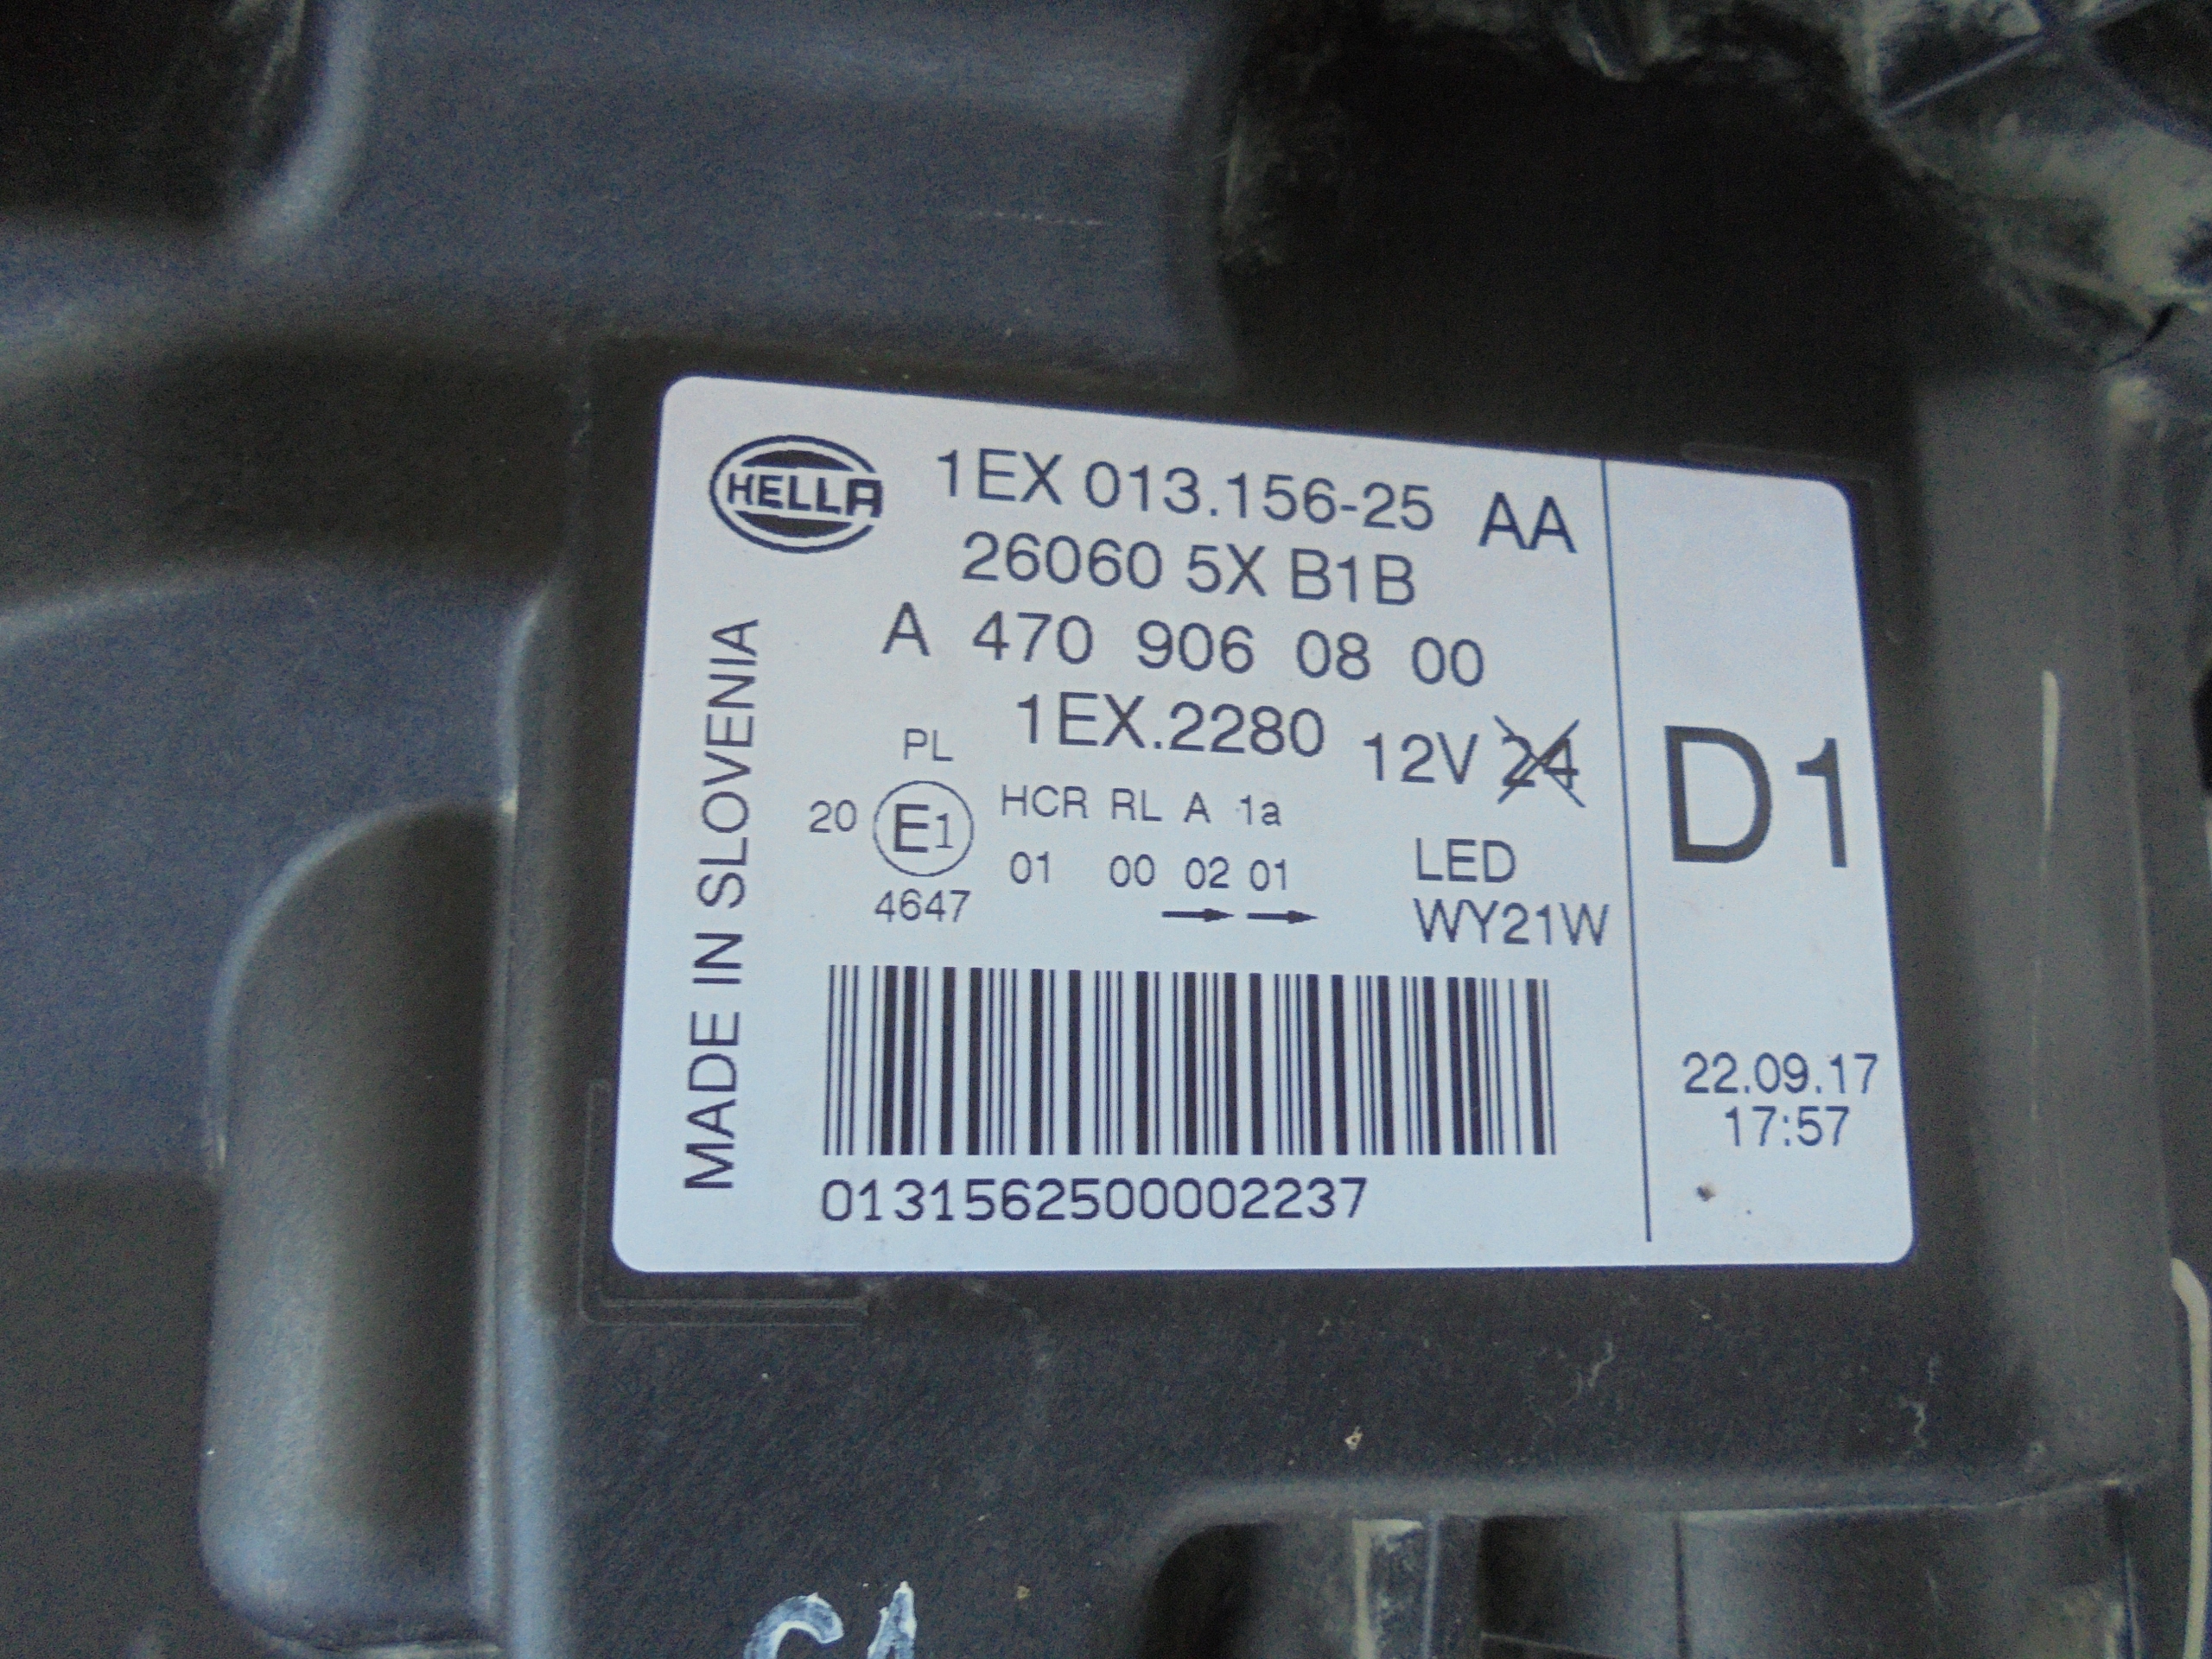 HELLA
1EX 013.156-25 AA
26060 5X B1B
A 470 906 08 00
1EX.2280 12V 24
PL
20 E1 HCR RL A 1a
01 00 02 01
4647
LED
WY21W
MADE IN SLOVENIA
0131562500002237
D1
22.09.17
17:57